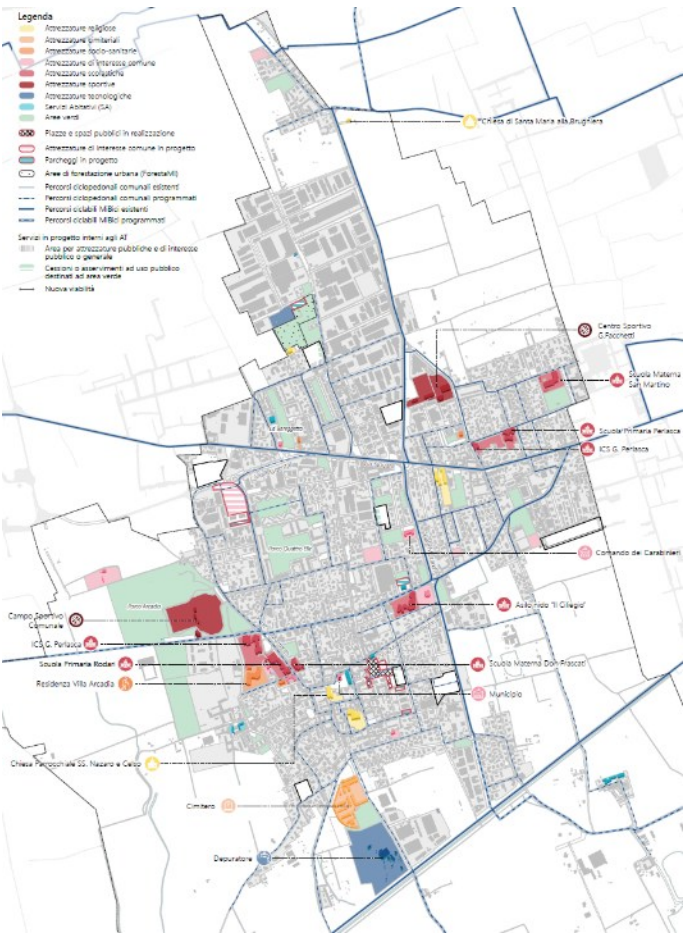 Legenda
Attrezzature religiose
Attrezzature cimiteriali
Attrezzature socio-sanitarie
Attrezzature di interesse comune
Attrezzature scolastiche
Attrezzature sportive
Attrezzature tecnologiche
Servizi Abitativi (SA)
Aree verdi
Piazze e spazi pubblici in realizzazione
Attrezzature di interesse comune in progetto
Parcheggi in progetto
Aree di forestazione urbana (ForestaMi)
Percorsi ciclopedonali comunali esistenti
Percorsi ciclopedonali comunali programmati
Percorsi ciclabili MiBici esistenti
Percorsi ciclabili MiBici programmati
Servizi in progetto interni agli AT
Area per attrezzature pubbliche e di interesse
pubblico o generale
Cessioni o asservimenti ad uso pubblico
destinati ad area verde
Nuova viabilità
Chiesa di Santa Maria alla Brughiera
Centro Sportivo
G.Facchetti
Scuola Materna
San Martino
Scuola Primaria Perlasca
ICS G. Perlasca
Comando dei Carabinieri
Parco Arcadia
Campo Sportivo
Comunale
Asilo nido "Il Ciliegio"
ICS G. Perlasca
Scuola Primaria Rodari
Scuola Materna Don Frascati
Residenza Villa Arcadia
Municipio
Chiesa Parrocchiale SS. Nazaro e Celso
Cimitero
Depuratore